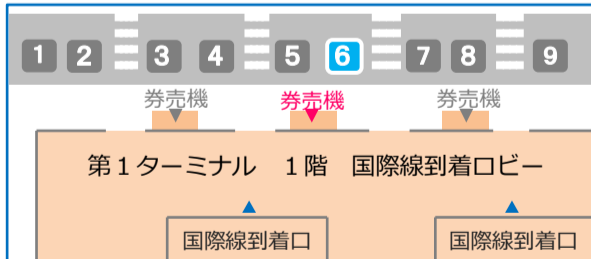 1 2 3 4 5 6 7 8 9
券売機 券売機 券売機
第1ターミナル 1階 国際線到着ロビー
国際線到着口 国際線到着口